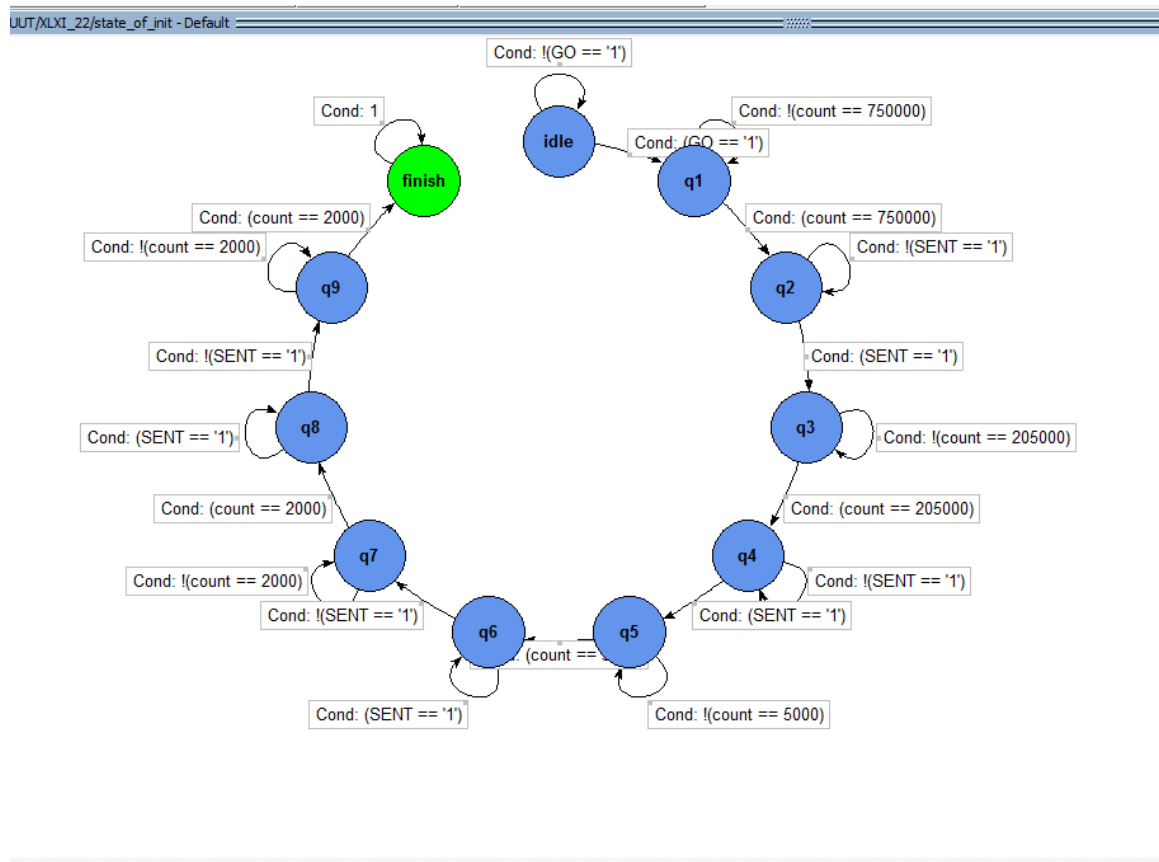 UUT/XLXI_22/state_of_init - Default
Cond: !(GO == '1')
Cond: 1
Cond: !(count == 750000)
idle
Cond: (GO == '1')
finish
q1
Cond: (count == 2000)
Cond: (count == 750000)
Cond: !(count == 2000)
Cond: !(SENT == '1')
q9
q2
Cond: !(SENT == '1')
Cond: (SENT == '1')
q8
q3
Cond: (SENT == '1')
Cond: !(count == 205000)
Cond: (count == 2000)
Cond: (count == 205000)
q7
q4
Cond: !(count == 2000)
Cond: !(SENT == '1')
Cond: !(SENT == '1')
Cond: (SENT == '1')
q6
q5
(count ==
Cond: (SENT == '1')
Cond: !(count == 5000)